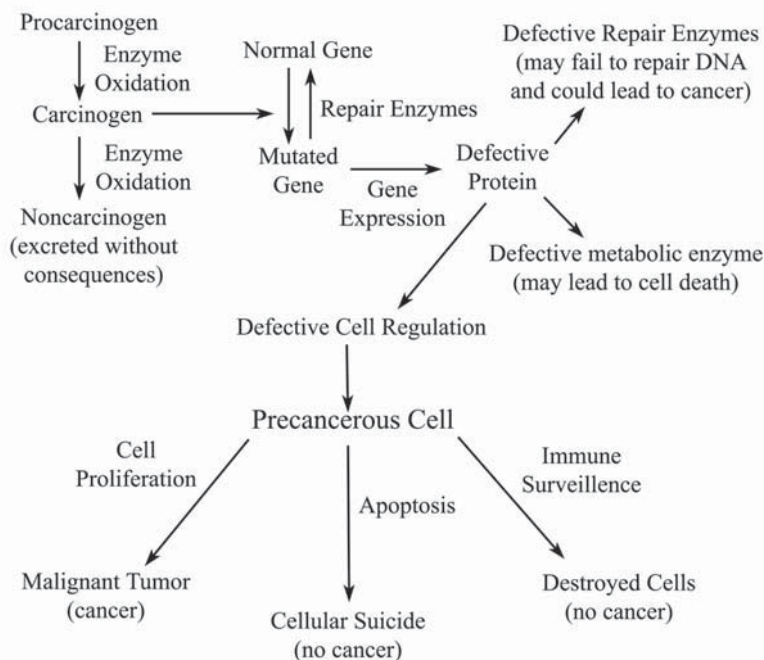 Procarcinogen
Enzyme
Oxidation
Carcinogen
Enzyme
Oxidation
Noncarcinogen
(excreted without
consequences)
Normal Gene
Repair Enzymes
Mutated
Gene
Gene
Expression
Defective
Protein
Defective Repair Enzymes
(may fail to repair DNA
and could lead to cancer)
Defective metabolic enzyme
(may lead to cell death)
Defective Cell Regulation
Precancerous Cell
Cell
Proliferation
Apoptosis
Immune
Surveillence
Malignant Tumor
(cancer)
Cellular Suicide
(no cancer)
Destroyed Cells
(no cancer)